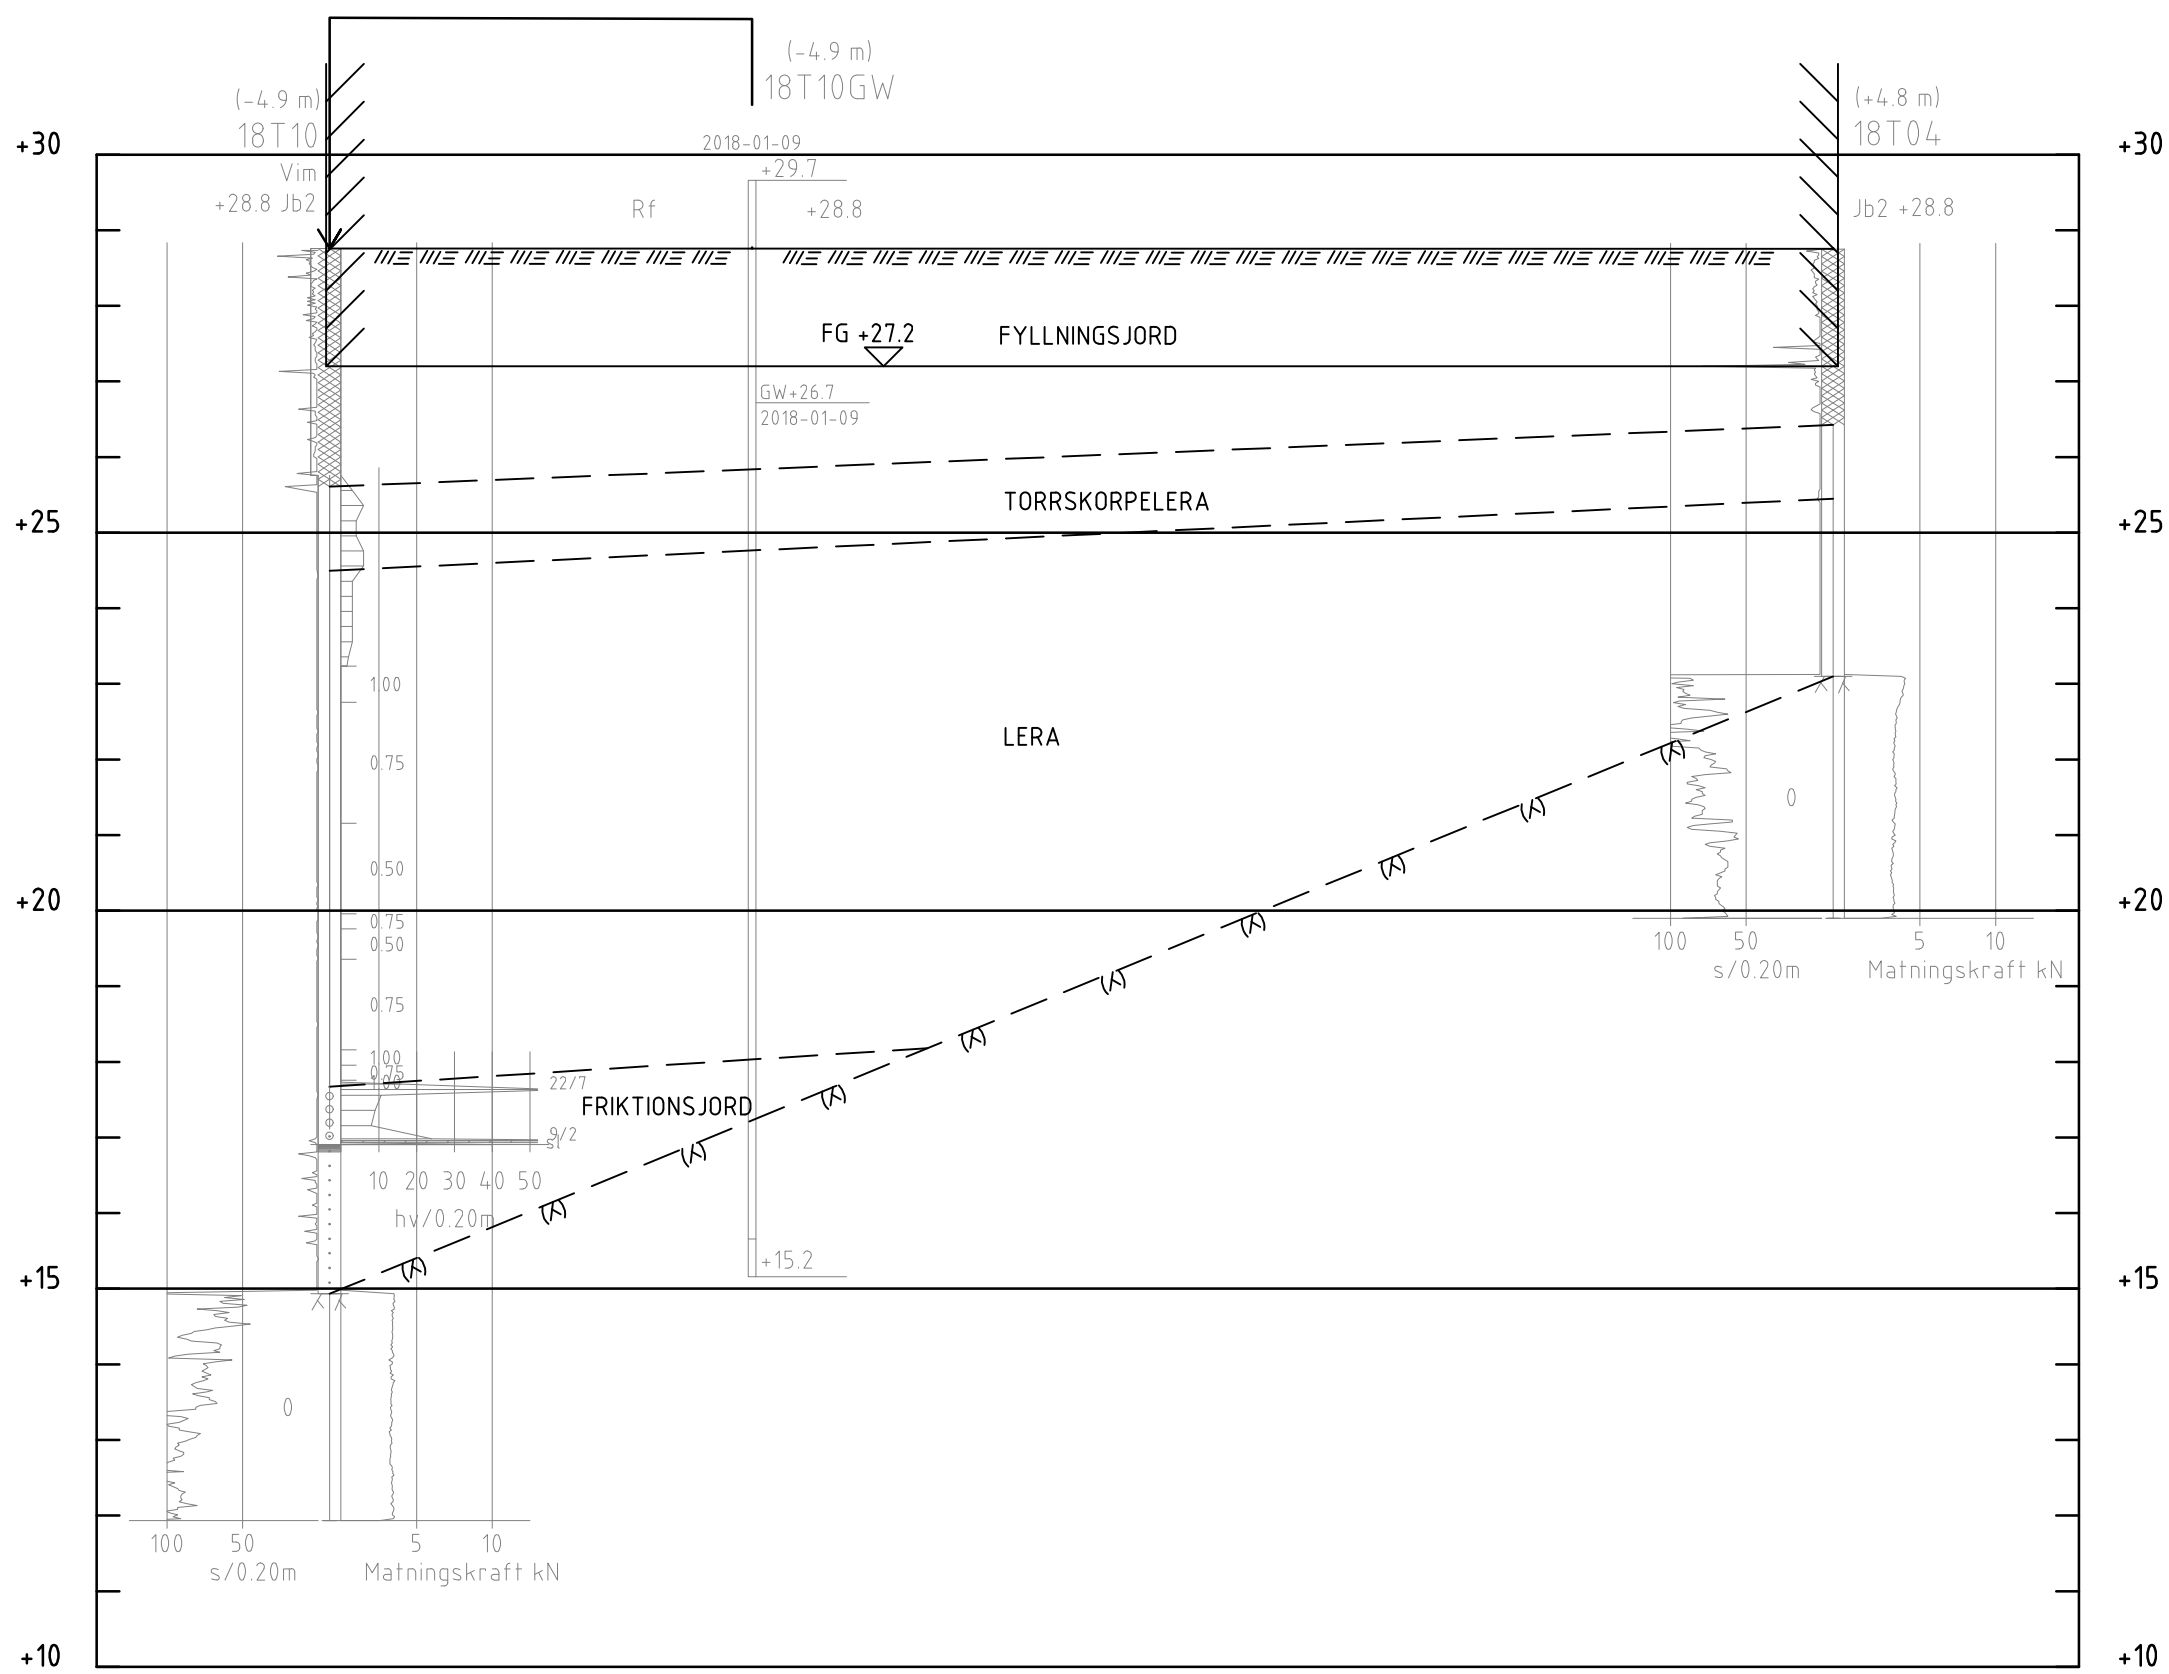 (-4.9 m)
18T10GW
(-4.9 m)
18T10
Vim
+28.8 Jb2
(+4.8 m)
18T04
Jb2 +28.8
+30
+30
2018-01-09
+29.7
Rf
+28.8
FG +27.2
FYLLNINGSJORD
GW+26.7
2018-01-09
TORRSKORPELERA
+25
+25
1.00
LERA
0.75
0
0.50
+20
+20
0.75
0.50
100
50
5
10
s/0.20m
Matningskraft kN
0.75
1.00
0.75
1.00
22/7
FRIKTIONSJORD
9/2
sl
10 20 30 40 50
hv/0.20m
+15.2
+15
+15
0
100
50
5
10
s/0.20m
Matningskraft kN
+10
+10